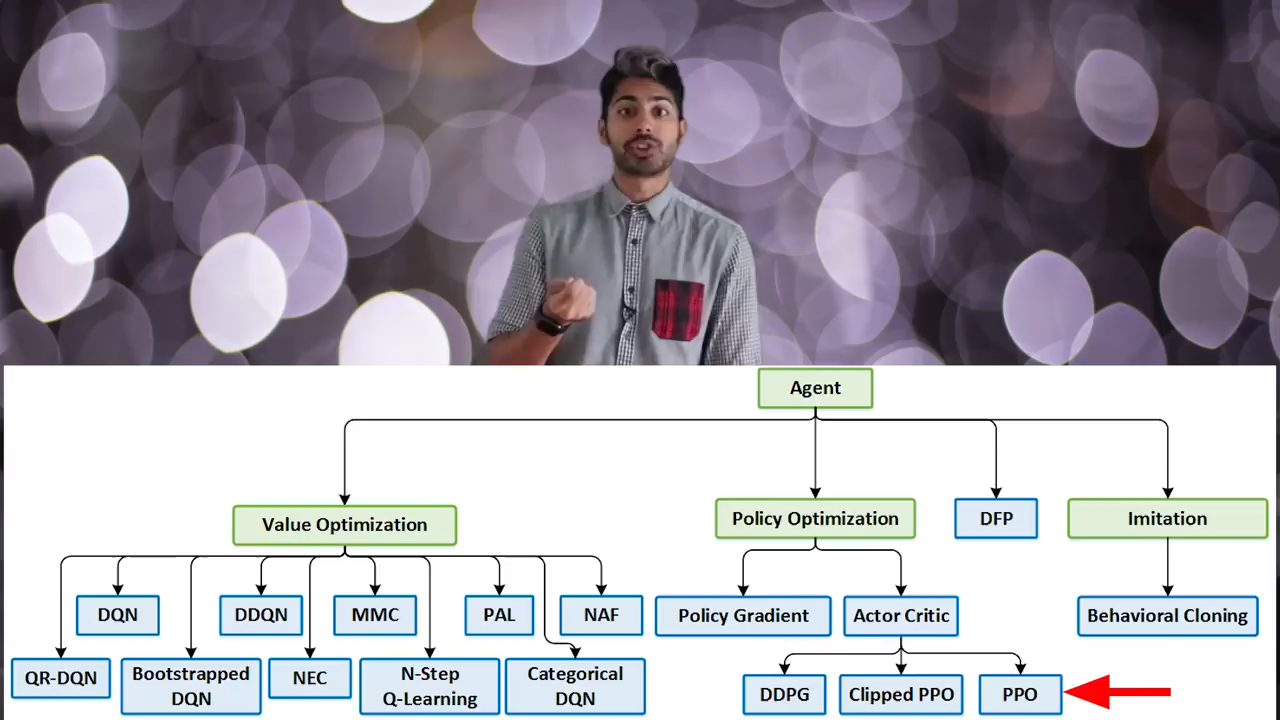 Agent
Value Optimization
Policy Optimization
DFP
Imitation
DQN
DDQN
MMC
PAL
NAF
Policy Gradient
Actor Critic
Behavioral Cloning
QR-DQN
Bootstrapped
DQN
NEC
N-Step
Q-Learning
Categorical
DQN
DDPG
Clipped PPO
PPO